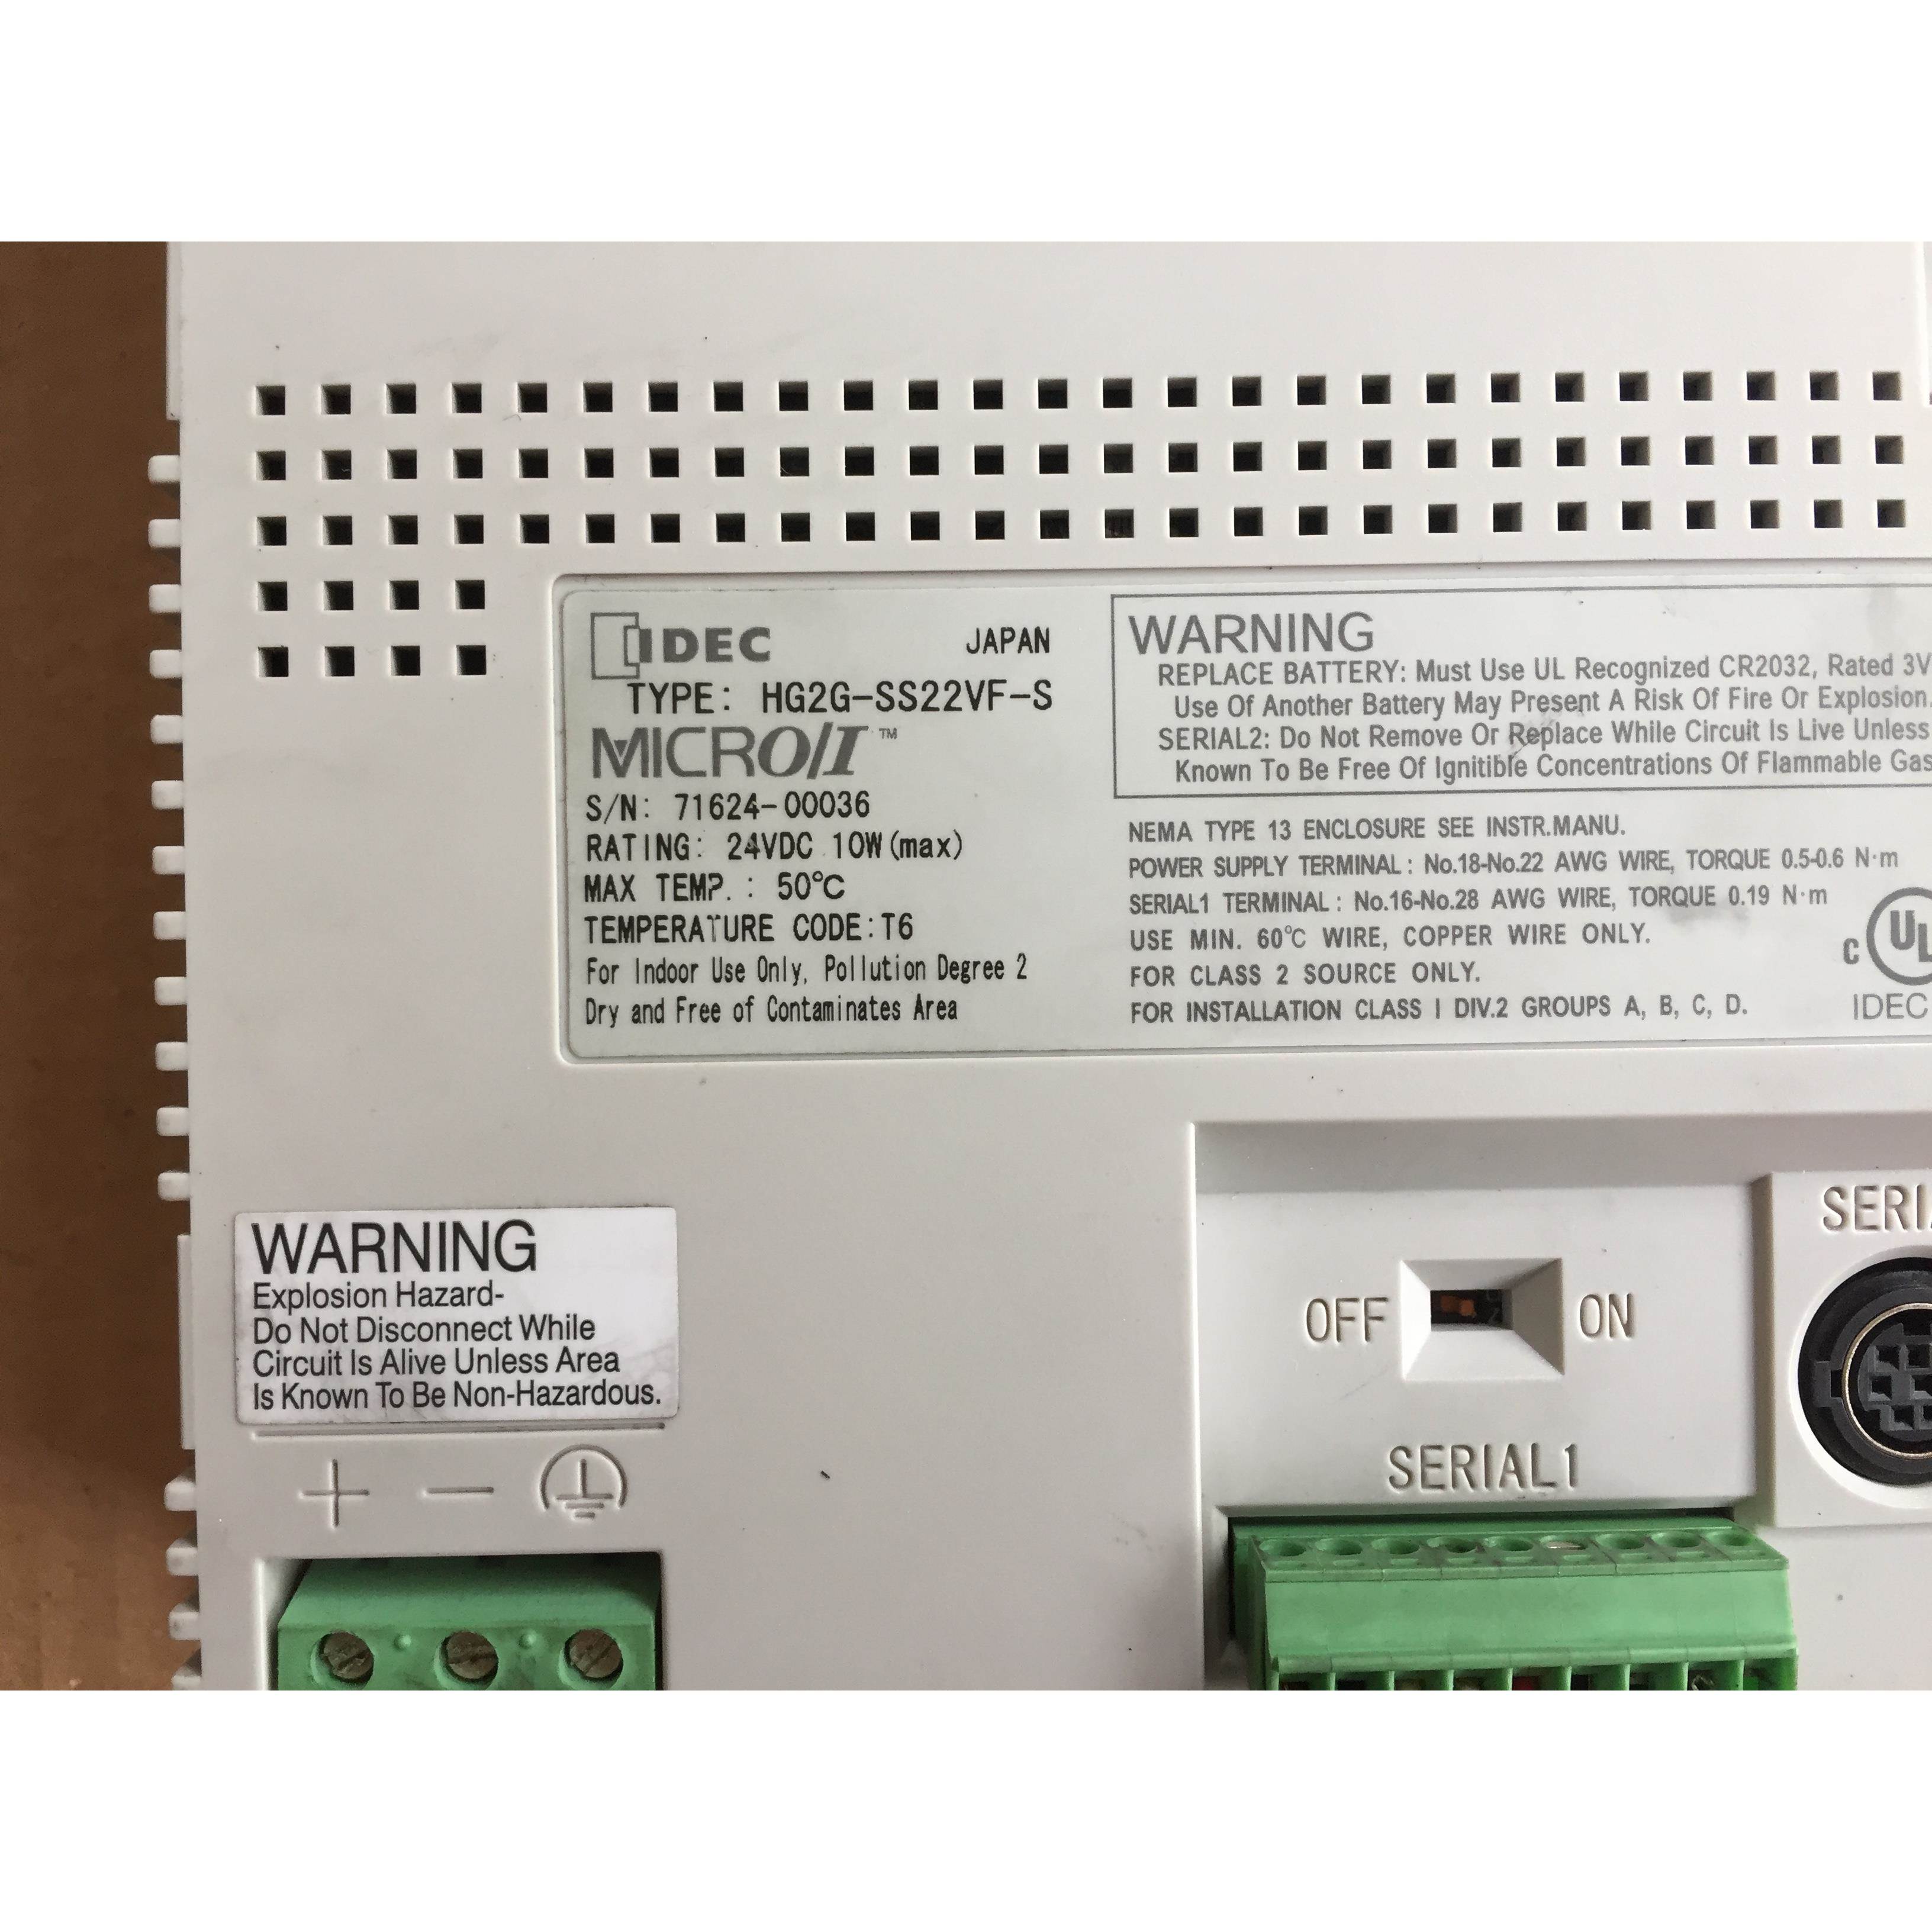 IDEC JAPAN
TYPE: HG2G-SS22VF-S
MICRO/I™
S/N: 71624-00036
RATING: 24VDC 10W(max)
MAX TEMP.: 50℃
TEMPERATURE CODE:T6
For Indoor Use Only, Pollution Degree 2
Dry and Free of Contaminates Area
WARNING
REPLACE BATTERY: Must Use UL Recognized CR2032, Rated 3V
Use Of Another Battery May Present A Risk Of Fire Or Explosion.
SERIAL2: Do Not Remove Or Replace While Circuit Is Live Unless
Known To Be Free Of Ignitible Concentrations Of Flammable Gas
NEMA TYPE 13 ENCLOSURE SEE INSTR.MANU.
POWER SUPPLY TERMINAL: No.18-No.22 AWG WIRE, TORQUE 0.5-0.6 N·m
SERIAL1 TERMINAL: No.16-No.28 AWG WIRE, TORQUE 0.19 N·m
USE MIN. 60℃ WIRE, COPPER WIRE ONLY.
FOR CLASS 2 SOURCE ONLY.
FOR INSTALLATION CLASS I DIV.2 GROUPS A, B, C, D.
c UL
IDEC
WARNING
Explosion Hazard-
Do Not Disconnect While
Circuit Is Alive Unless Area
Is Known To Be Non-Hazardous.
+ −
OFF ON
SERIAL1